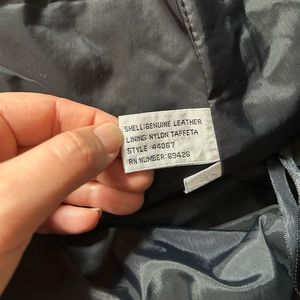 SHELL:GENUINE LEATHER
LINING:NYLON TAFFETA
STYLE 44067
RN NUMBER:69426